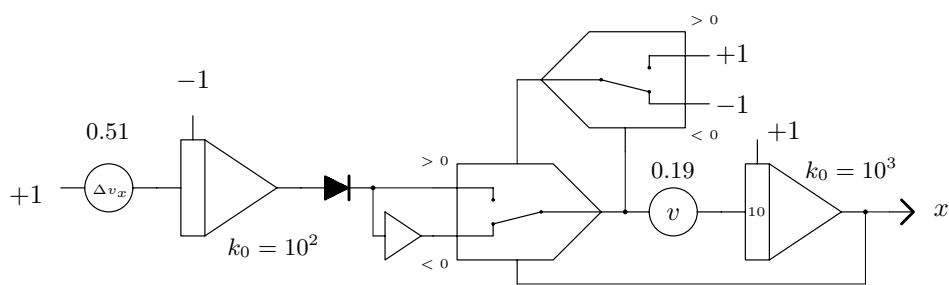 > 0
+1
−1
< 0
−1
0.51
+1
Δv_x
k_0 = 10^2
> 0
< 0
0.19
v
+1
k_0 = 10^3
10
x